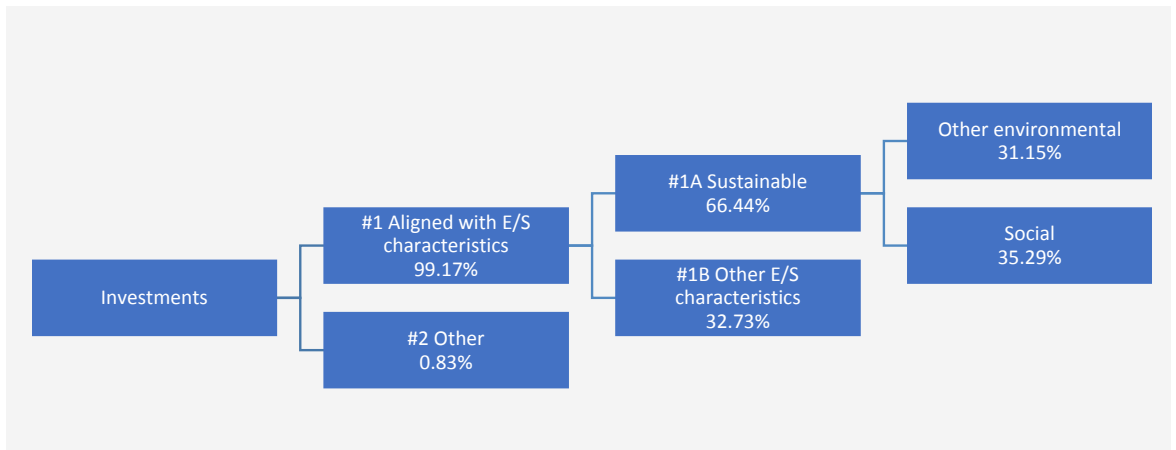 Investments
#1 Aligned with E/S
characteristics
99.17%
#2 Other
0.83%
#1A Sustainable
66.44%
#1B Other E/S
characteristics
32.73%
Other environmental
31.15%
Social
35.29%